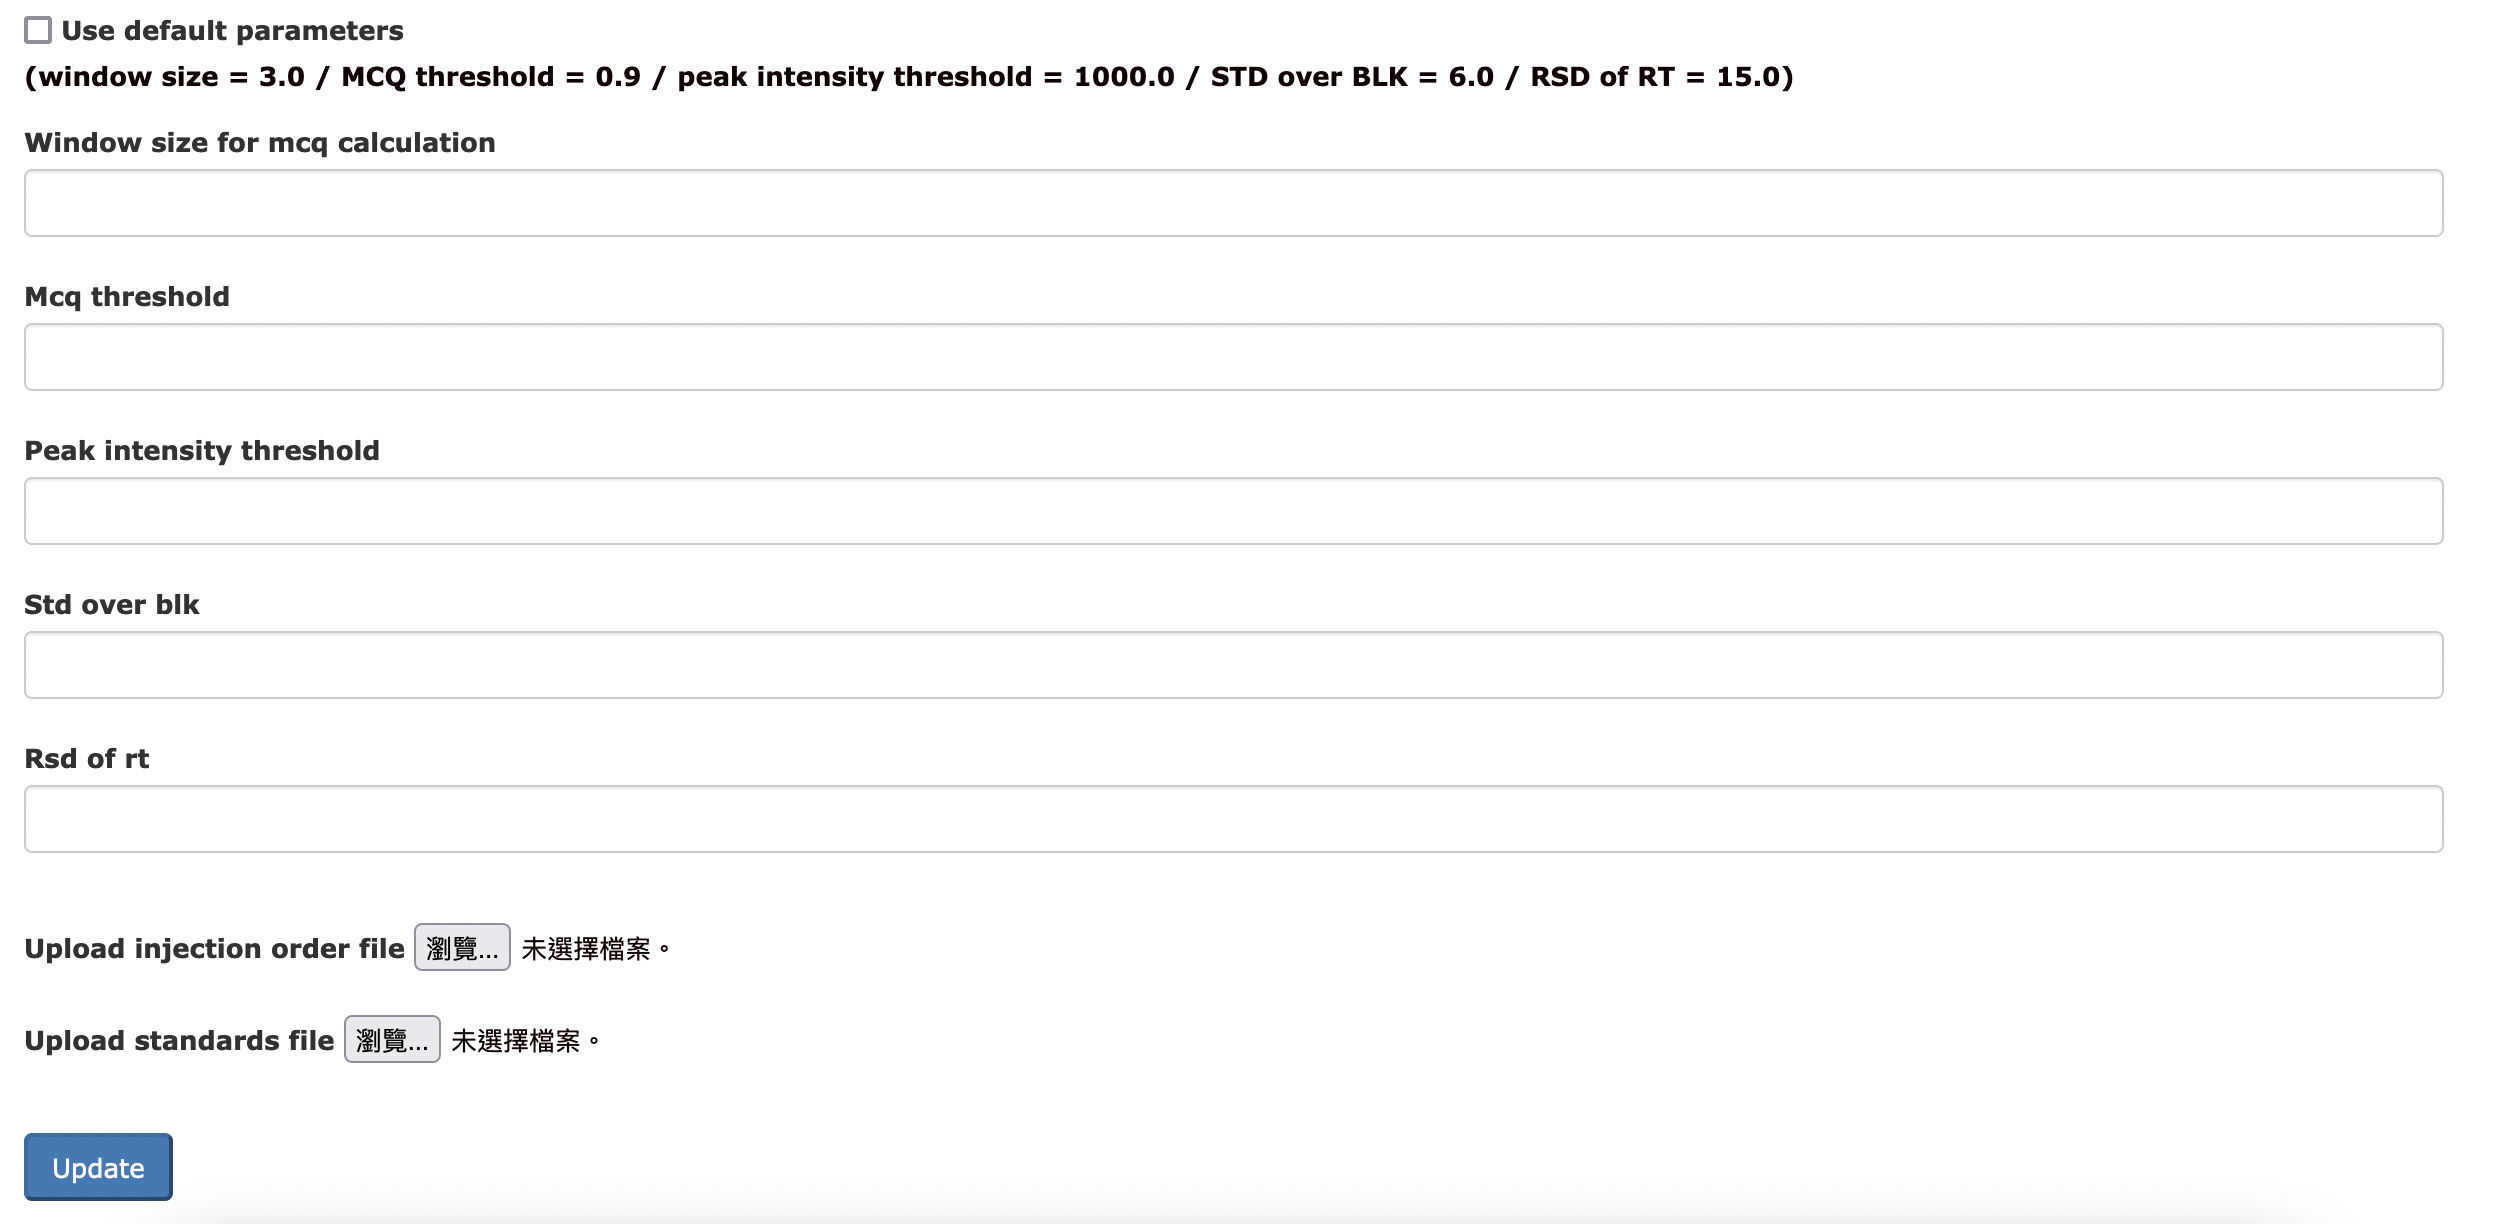 Use default parameters
(window size = 3.0 / MCQ threshold = 0.9 / peak intensity threshold = 1000.0 / STD over BLK = 6.0 / RSD of RT = 15.0)
Window size for mcq calculation
Mcq threshold
Peak intensity threshold
Std over blk
Rsd of rt
Upload injection order file 瀏覽... 未選擇檔案。
Upload standards file 瀏覽... 未選擇檔案。
Update